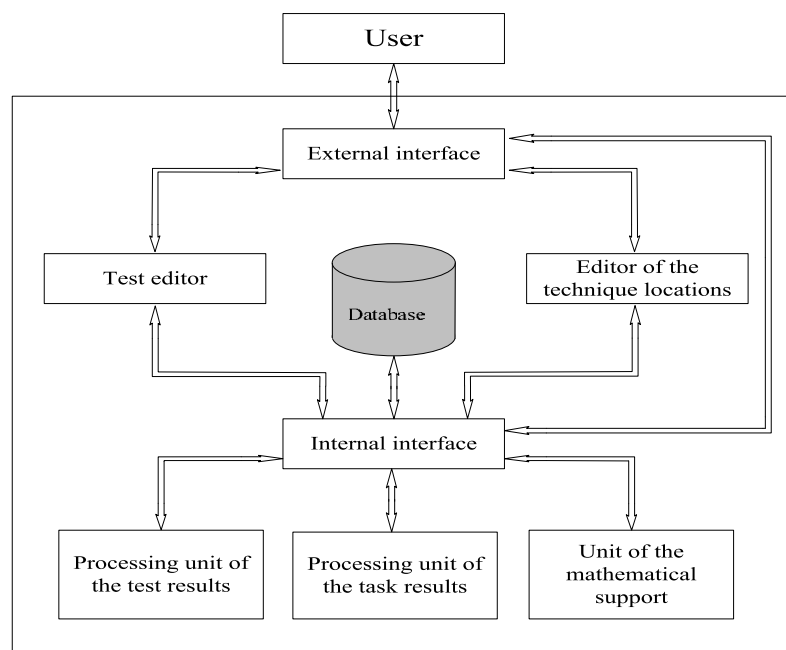 User
External interface
Test editor
Editor of the
technique locations
Database
Internal interface
Processing unit of
the test results
Processing unit of
the task results
Unit of the
mathematical
support